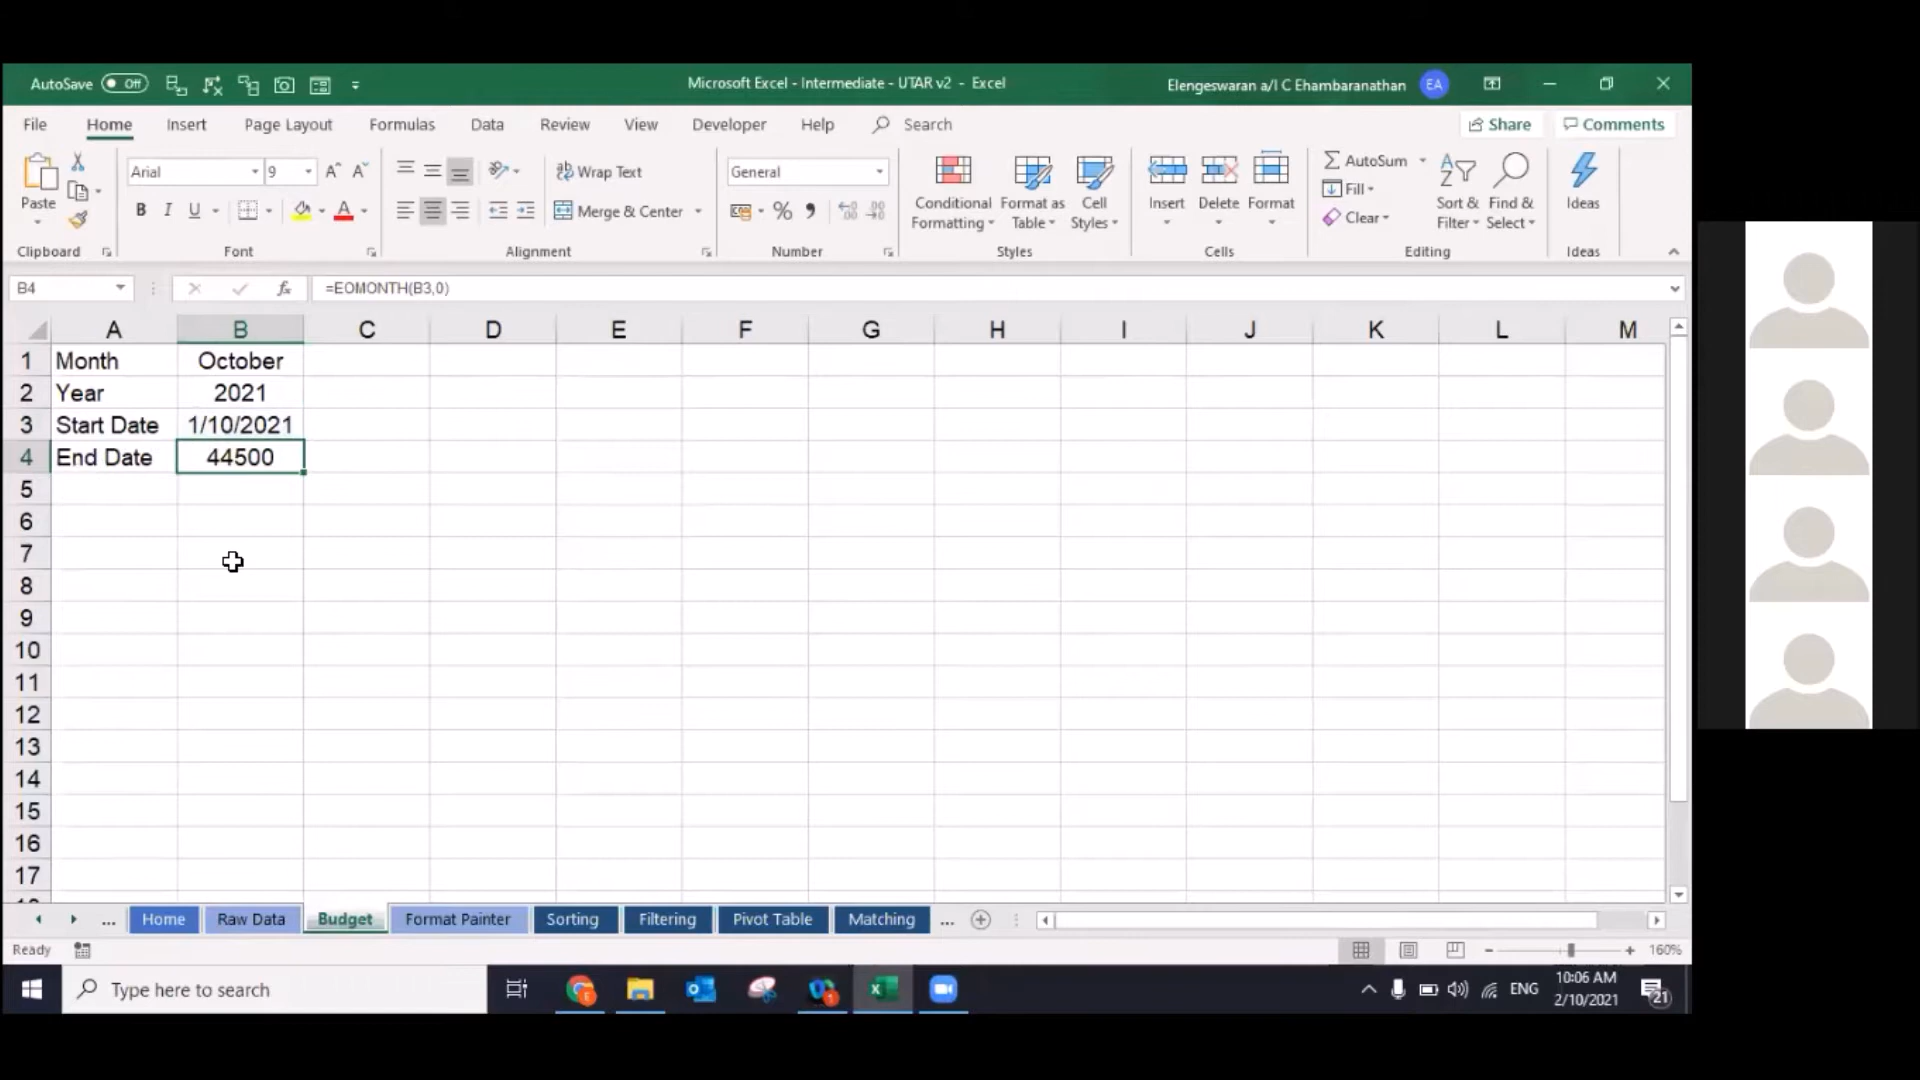 AutoSave Off
Microsoft Excel - Intermediate - UTAR v2 - Excel
Elengeswaran a/l C Ehambaranathan EA
File Home Insert Page Layout Formulas Data Review View Developer Help Search
Share Comments
Paste
Clipboard
Arial 9
B I U
Font
Wrap Text
Merge & Center
Alignment
General
Number
Conditional Formatting
Format as Table
Cell Styles
Styles
Insert Delete Format
Cells
AutoSum
Fill
Clear
Sort & Filter
Find & Select
Editing
Ideas
Ideas
B4 fx =EOMONTH(B3,0)
A B C D E F G H I J K L M
1 Month October
2 Year 2021
3 Start Date 1/10/2021
4 End Date 44500
5
6
7
8
9
10
11
12
13
14
15
16
17
... Home Raw Data Budget Format Painter Sorting Filtering Pivot Table Matching ...
Ready
160%
Type here to search
ENG
10:06 AM
2/10/2021
21